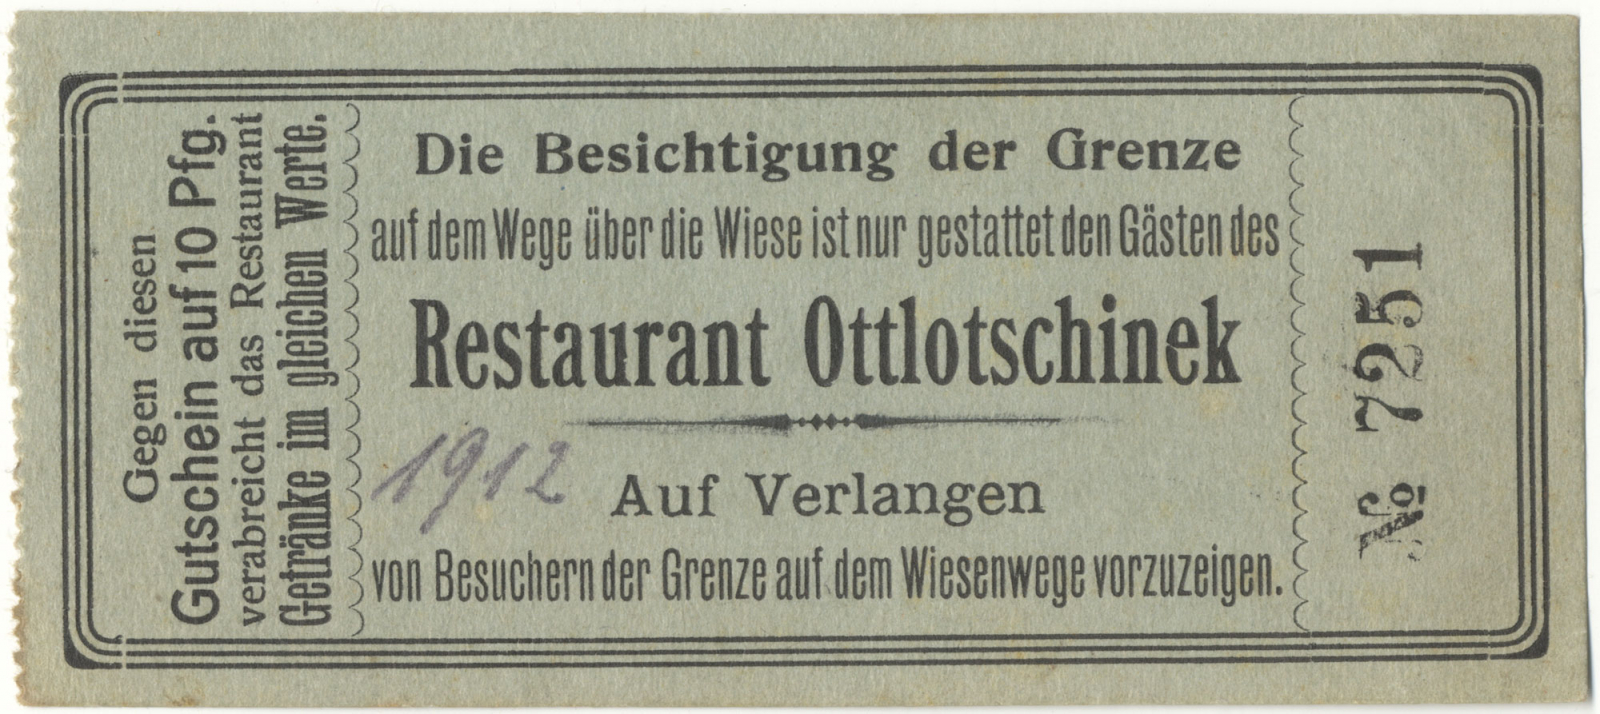 Gegen diesen
Gutschein auf 10 Pfg.
verabreicht das Restaurant
Getränke im gleichen Werte.
Die Besichtigung der Grenze
auf dem Wege über die Wiese ist nur gestattet den Gästen des
Restaurant Ottlotschinek
1912
Auf Verlangen
von Besuchern der Grenze auf dem Wiesenwege vorzuzeigen.
№ 7251